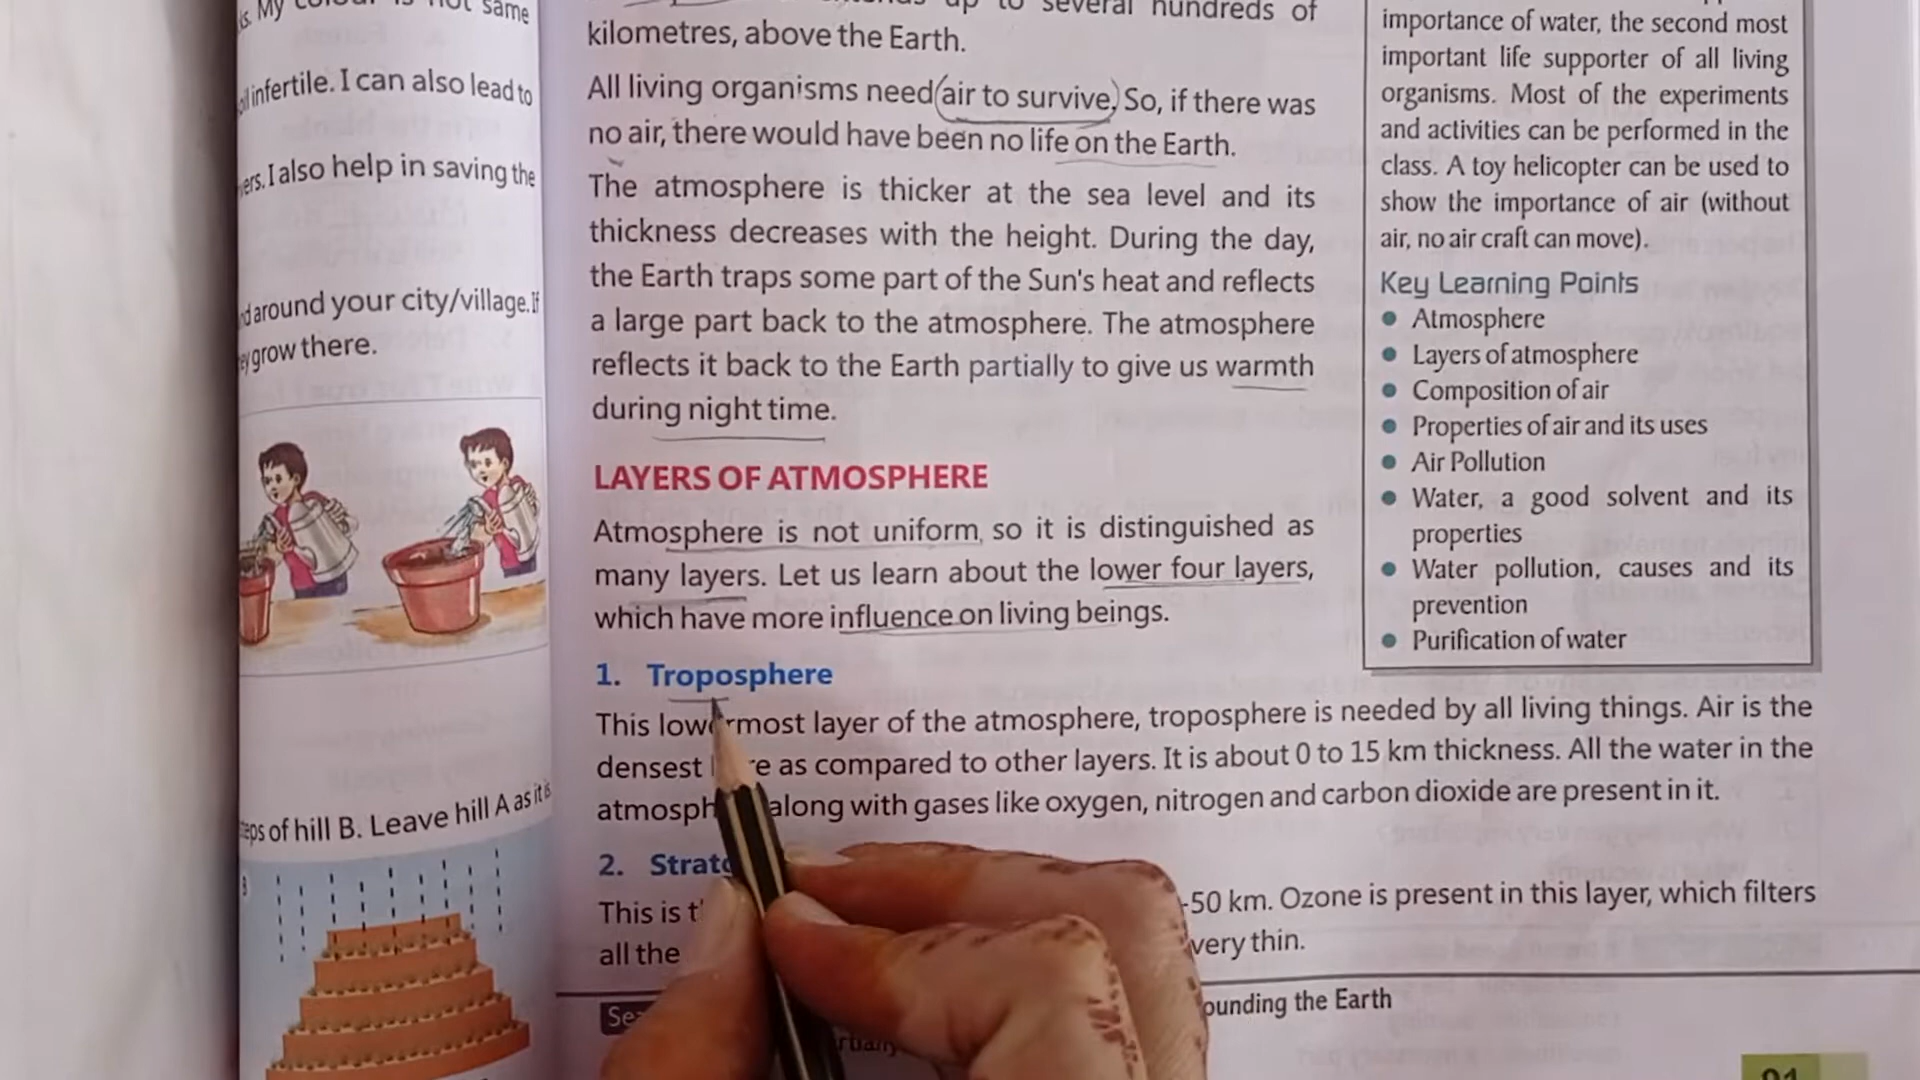 My colour is not same
infertile. I can also lead to
I also help in saving the
around your city/village. If
grow there.
of hill B. Leave hill A as it is
up to several hundreds of
kilometres, above the Earth.
All living organisms need air to survive. So, if there was
no air, there would have been no life on the Earth.
The atmosphere is thicker at the sea level and its
thickness decreases with the height. During the day,
the Earth traps some part of the Sun's heat and reflects
a large part back to the atmosphere. The atmosphere
reflects it back to the Earth partially to give us warmth
during night time.
LAYERS OF ATMOSPHERE
Atmosphere is not uniform, so it is distinguished as
many layers. Let us learn about the lower four layers,
which have more influence on living beings.
1. Troposphere
This lowermost layer of the atmosphere, troposphere is needed by all living things. Air is the
densest as compared to other layers. It is about 0 to 15 km thickness. All the water in the
along with gases like oxygen, nitrogen and carbon dioxide are present in it.
2.
This is 50 km. Ozone is present in this layer, which filters
all the very thin.
the Earth
importance of water, the second most
important life supporter of all living
organisms. Most of the experiments
and activities can be performed in the
class. A toy helicopter can be used to
show the importance of air (without
air, no air craft can move).
Key Learning Points
• Atmosphere
• Layers of atmosphere
• Composition of air
• Properties of air and its uses
• Air Pollution
• Water, a good solvent and its
properties
• Water pollution, causes and its
prevention
• Purification of water